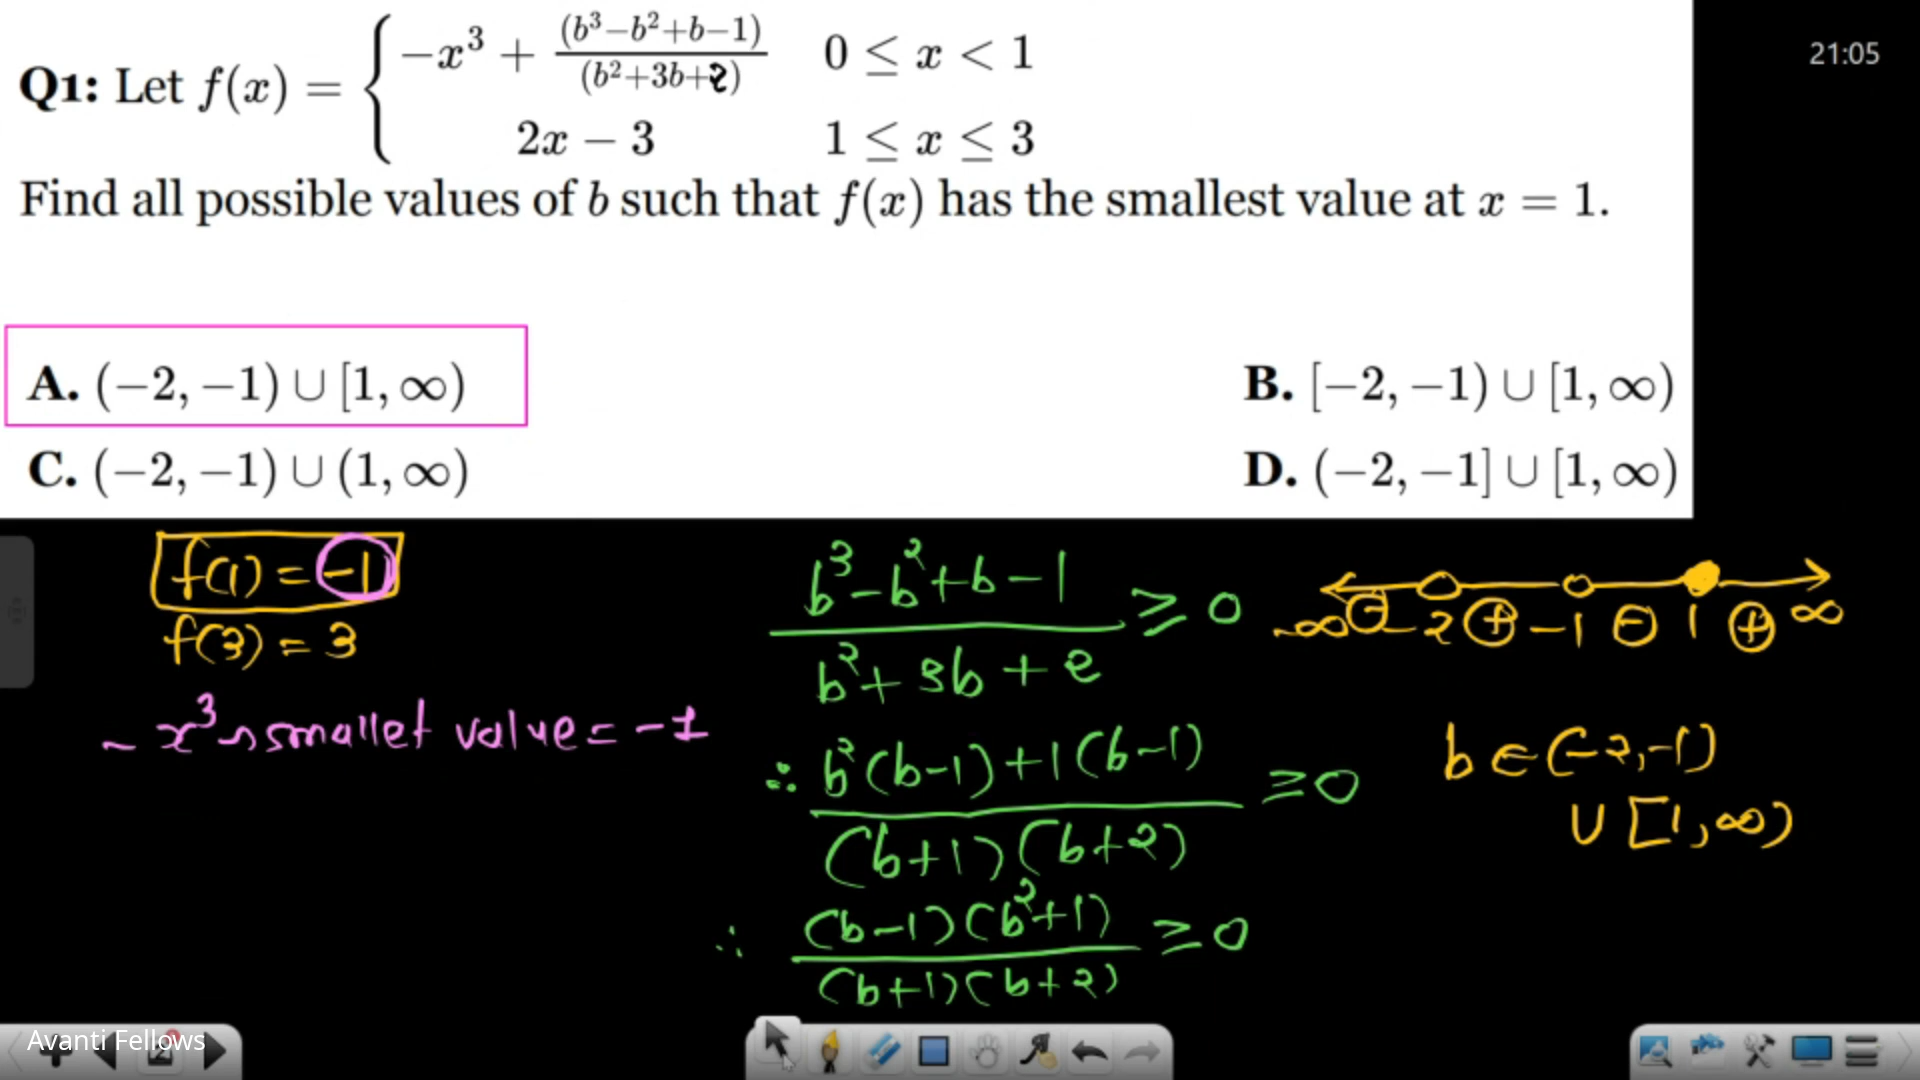 21:05
Q1: Let f(x) = { −x³ + (b³−b²+b−1)/(b²+3b+2) 0 ≤ x < 1
2x − 3 1 ≤ x ≤ 3
Find all possible values of b such that f(x) has the smallest value at x = 1.
A. (−2, −1) ∪ [1, ∞)
B. [−2, −1) ∪ [1, ∞)
C. (−2, −1) ∪ (1, ∞)
D. (−2, −1] ∪ [1, ∞)
f(1) = -1
f(3) = 3
- x³ → smallet value = -1
(b³-b²+b-1)/(b²+3b+2) ≥ 0
∴ (b²(b-1)+1(b-1))/((b+1)(b+2)) ≥ 0
∴ ((b-1)(b²+1))/((b+1)(b+2)) ≥ 0
-∞ ⊖ -2 ⊕ -1 ⊖ 1 ⊕ ∞
b ∈ (-2,-1)
∪ [1,∞)
Avanti Fellows
2